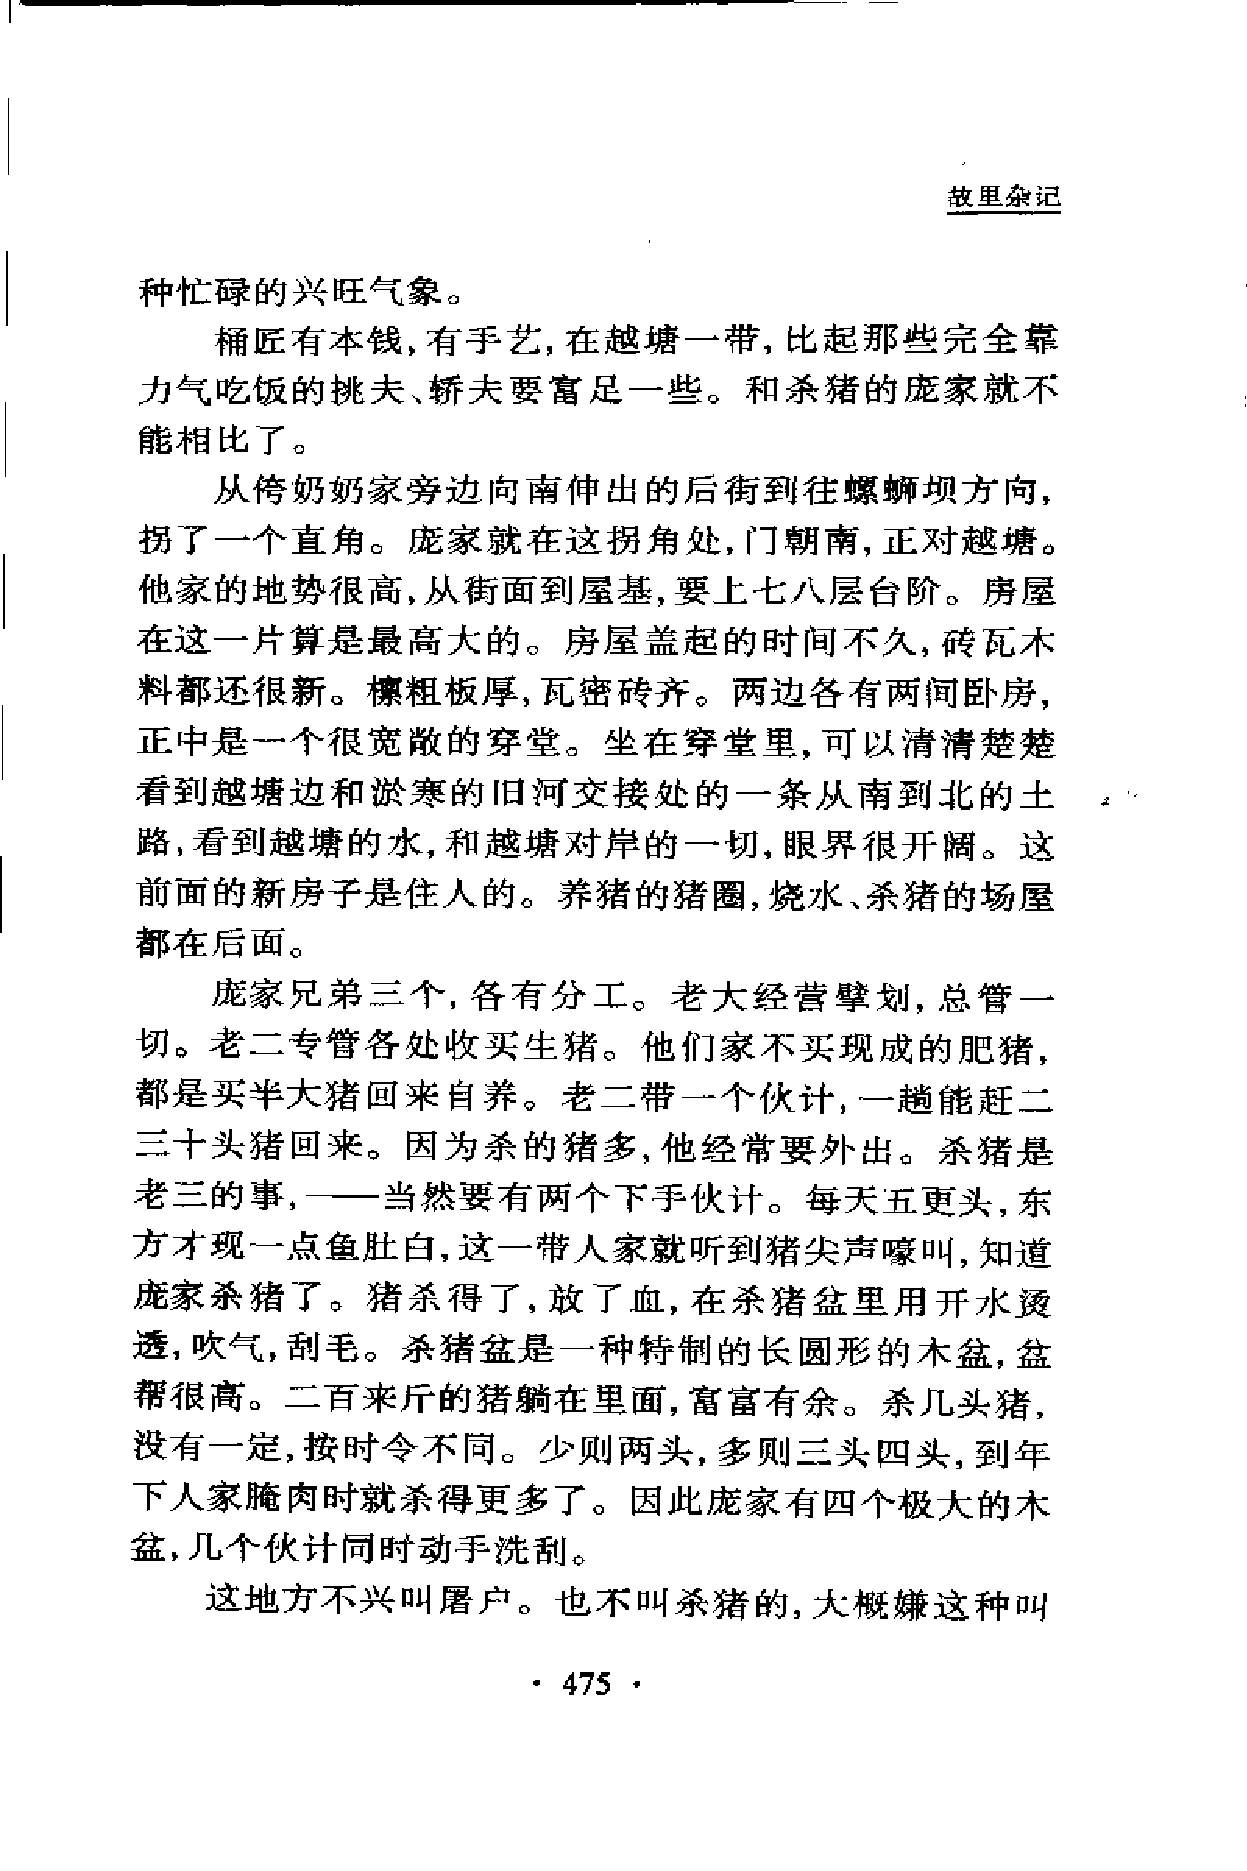 故里杂记
种忙碌的兴旺气象。
桶匠有本钱,有手艺,在越塘一带,比起那些完全靠
力气吃饭的挑夫、轿夫要富足一些。和杀猪的庞家就不
能相比了。
从侉奶奶家旁边向南伸出的后街到往螺蛳坝方向,
拐了一个直角。庞家就在这拐角处,门朝南,正对越塘。
他家的地势很高,从街面到屋基,要上七八层台阶。房屋
在这一片算是最高大的。房屋盖起的时间不久,砖瓦木
料都还很新。檩粗板厚,瓦密砖齐。两边各有两间卧房,
正中是一个很宽敞的穿堂。坐在穿堂里,可以清清楚楚
看到越塘边和淤寒的旧河交接处的一条从南到北的土
路,看到越塘的水,和越塘对岸的一切,眼界很开阔。这
前面的新房子是住人的。养猪的猪圈,烧水、杀猪的场屋
都在后面。
庞家兄弟三个,各有分工。老大经营擘划,总管一
切。老二专管各处收买生猪。他们家不买现成的肥猪,
都是买半大猪回来自养。老二带一个伙计,一趟能赶二
三十头猪回来。因为杀的猪多,他经常要外出。杀猪是
老三的事,——当然要有两个下手伙计。每天五更头,东
方才现一点鱼肚白,这一带人家就听到猪尖声嚎叫,知道
庞家杀猪了。猪杀得了,放了血,在杀猪盆里用开水烫
透,吹气,刮毛。杀猪盆是一种特制的长圆形的木盆,盆
帮很高。二百来斤的猪躺在里面,富富有余。杀几头猪,
没有一定,按时令不同。少则两头,多则三头四头,到年
下人家腌肉时就杀得更多了。因此庞家有四个极大的木
盆,几个伙计同时动手洗刮。
这地方不兴叫屠户。也不叫杀猪的,大概嫌这种叫
· 475 ·